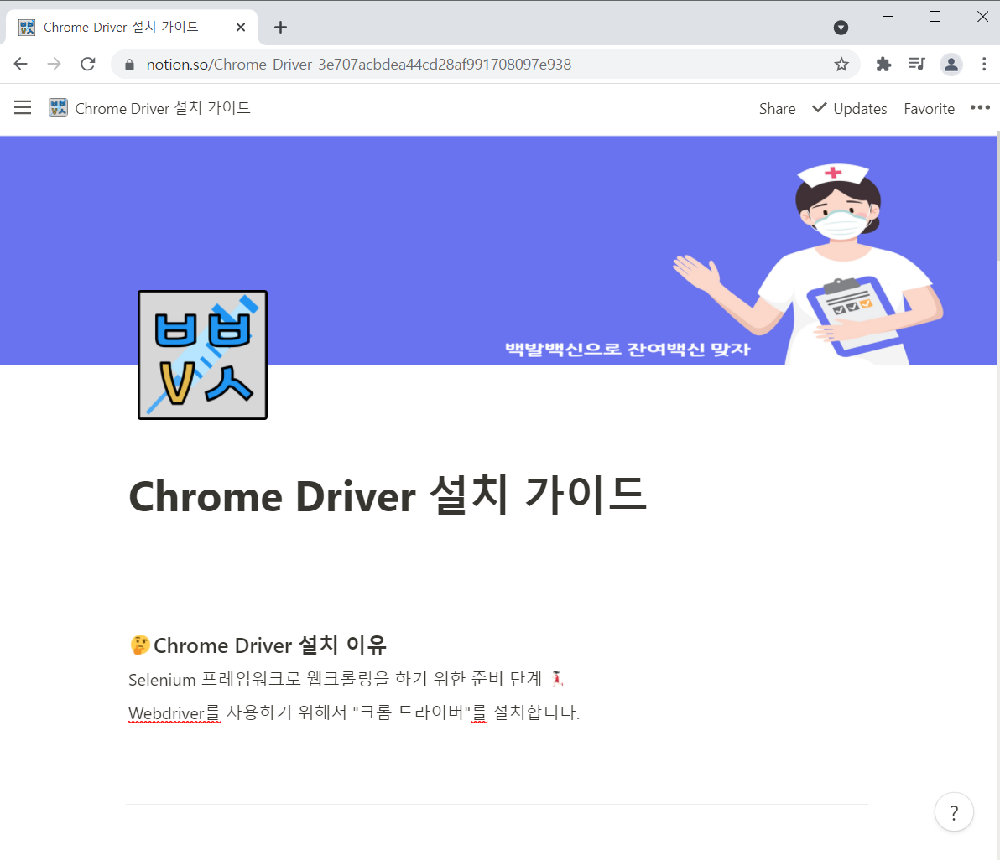 Chrome Driver 설치 가이드
notion.so/Chrome-Driver-3e707acbdea44cd28af991708097e938
Chrome Driver 설치 가이드
Share Updates Favorite
백발백신으로 잔여백신 맞자
ㅂㅂ
V ㅅ
Chrome Driver 설치 가이드
🤔Chrome Driver 설치 이유
Selenium 프레임워크로 웹크롤링을 하기 위한 준비 단계
Webdriver를 사용하기 위해서 "크롬 드라이버"를 설치합니다.
?